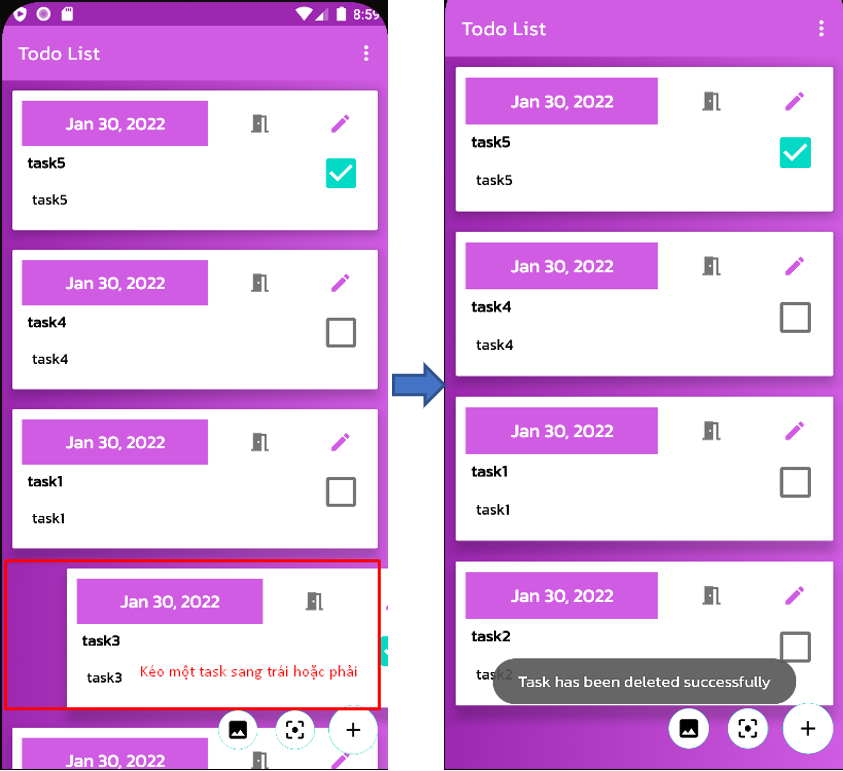 8:59
Todo List
Jan 30, 2022
task5
task5
Jan 30, 2022
task4
task4
Jan 30, 2022
task1
task1
Jan 30, 2022
task3
task3
Kéo một task sang trái hoặc phải
Jan 30, 2022
Todo List
Jan 30, 2022
task5
task5
Jan 30, 2022
task4
task4
Jan 30, 2022
task1
task1
Jan 30, 2022
task2
task2
Task has been deleted successfully